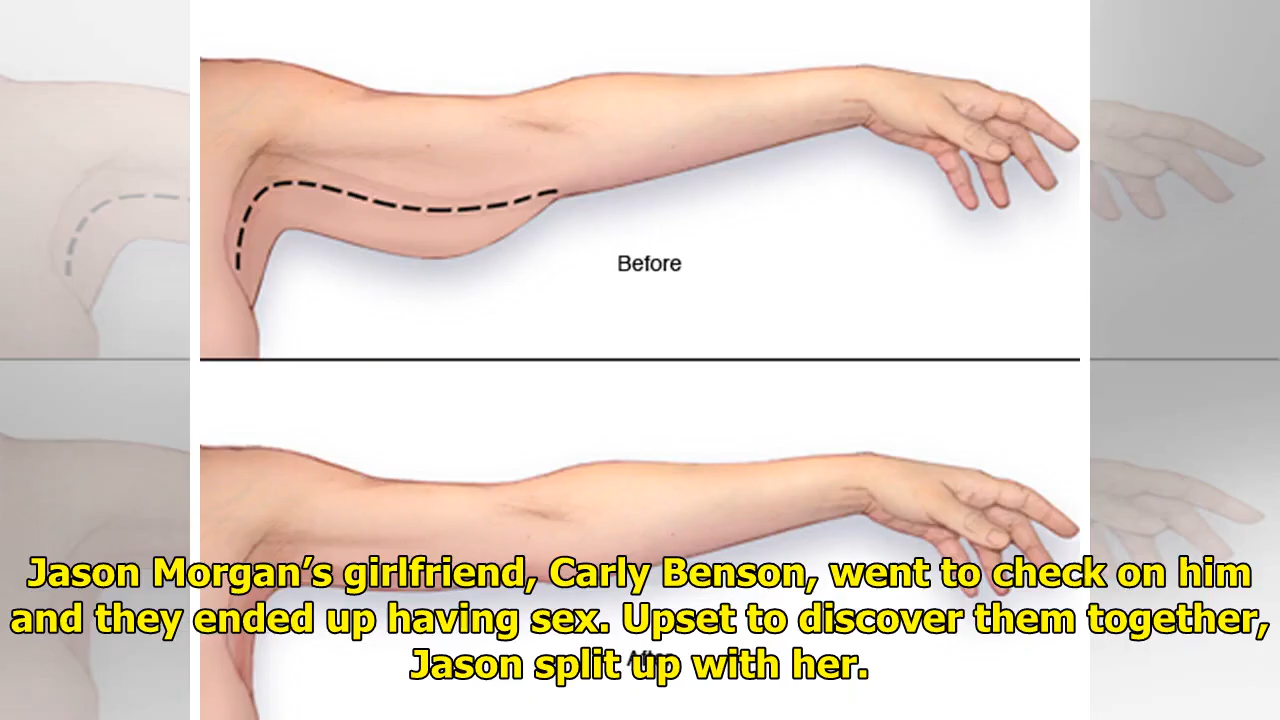 Before
Jason Morgan’s girlfriend, Carly Benson, went to check on him
and they ended up having sex. Upset to discover them together,
After
Jason split up with her.